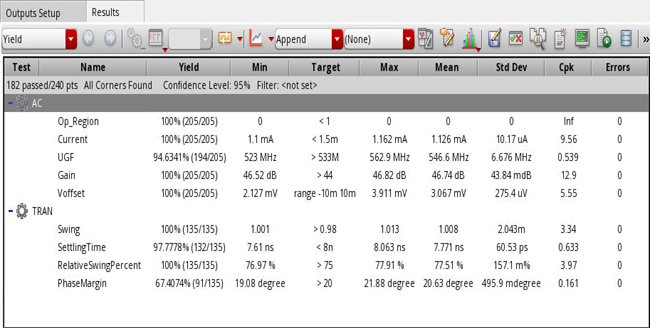 Outputs Setup Results
Yield Append (None) »
Test Name Yield Min Target Max Mean Std Dev Cpk Errors
182 passed/240 pts All Corners Found Confidence Level: 95% Filter: <not set>
AC
Op_Region 100% (205/205) 0 < 1 0 0 0 Inf 0
Current 100% (205/205) 1.1 mA < 1.5m 1.162 mA 1.126 mA 10.17 uA 9.56 0
UGF 94.6341% (194/205) 523 MHz > 533M 562.9 MHz 546.6 MHz 6.676 MHz 0.539 0
Gain 100% (205/205) 46.52 dB > 44 46.82 dB 46.74 dB 43.84 mdB 12.9 0
Voffset 100% (205/205) 2.127 mV range -10m 10m 3.911 mV 3.067 mV 275.4 uV 5.55 0
TRAN
Swing 100% (135/135) 1.001 > 0.98 1.013 1.008 2.043m 3.34 0
SettlingTime 97.7778% (132/135) 7.61 ns < 8n 8.063 ns 7.771 ns 60.53 ps 0.633 0
RelativeSwingPercent 100% (135/135) 76.97 % > 75 77.91 % 77.51 % 157.1 m% 3.97 0
PhaseMargin 67.4074% (91/135) 19.08 degree > 20 21.88 degree 20.63 degree 495.9 mdegree 0.161 0